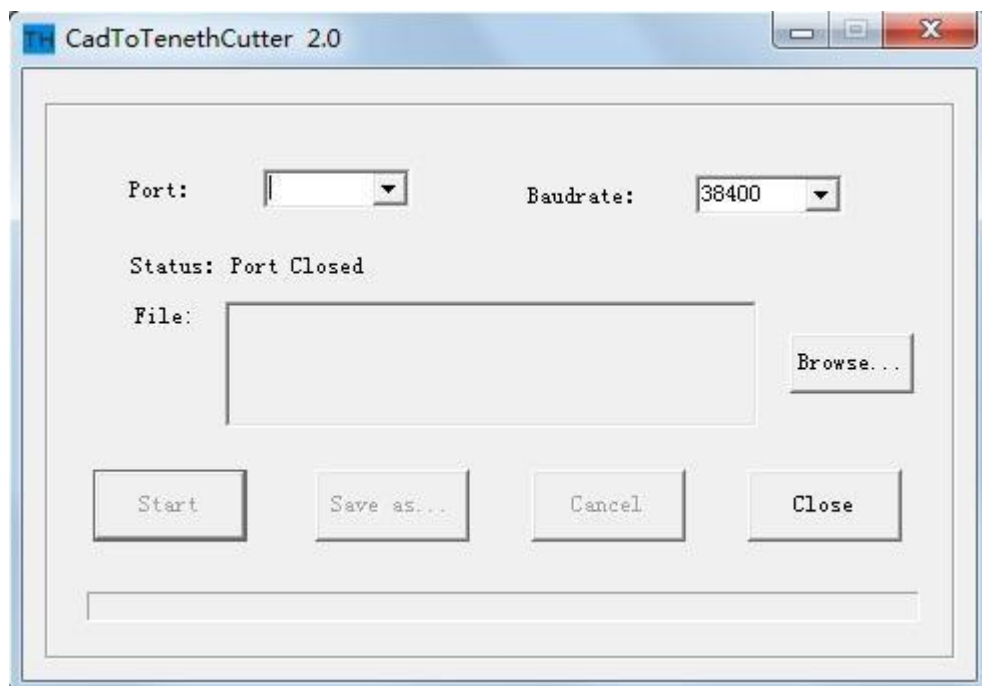 TH CadToTenethCutter 2.0
Port:
Baudrate: 38400
Status: Port Closed
File:
Browse...
Start Save as... Cancel Close